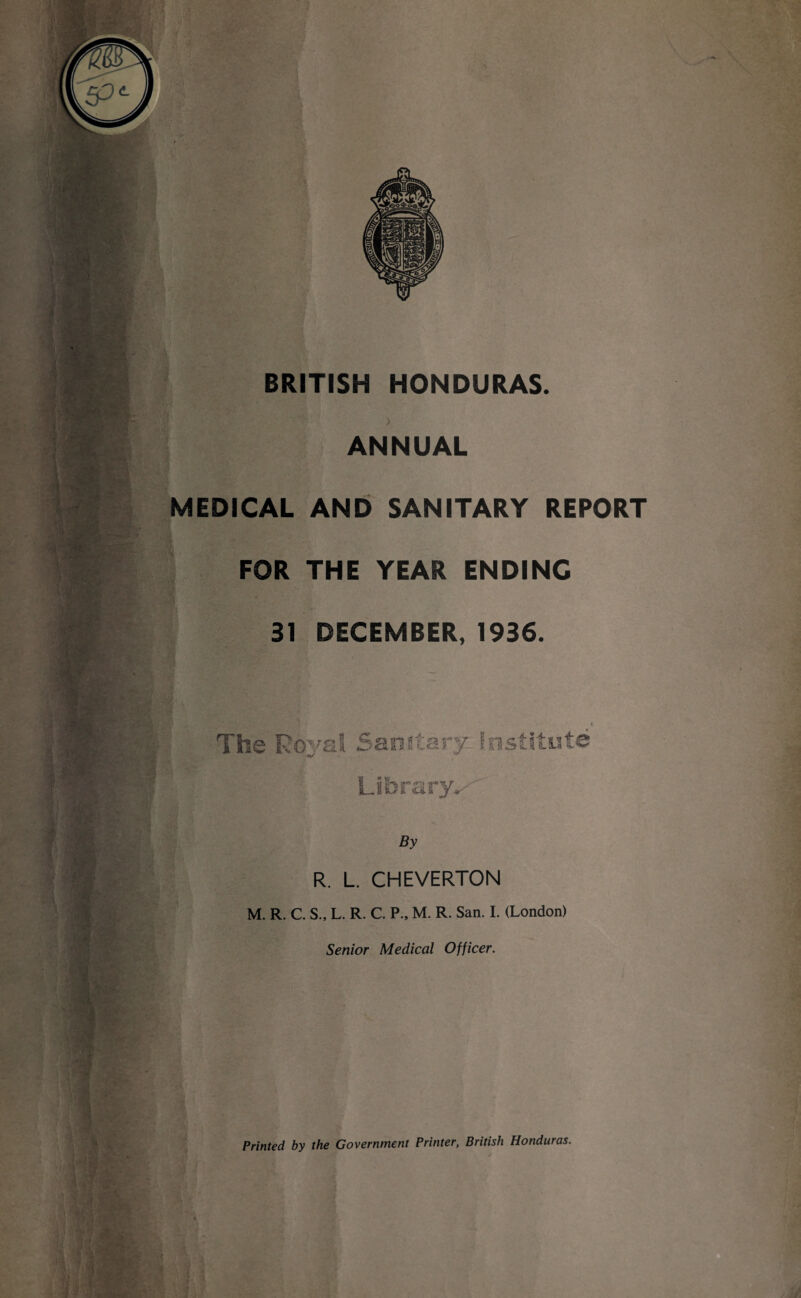 50c
BRITISH HONDURAS.
ANNUAL
MEDICAL AND SANITARY REPORT
FOR THE YEAR ENDING
31 DECEMBER, 1936.
The Royal Sanitary Institute
Library.
By
R. L. CHEVERTON
M. R. C. S., L. R. C. P., M. R. San. I. (London)
Senior Medical Officer.
Printed by the Government Printer, British Honduras.